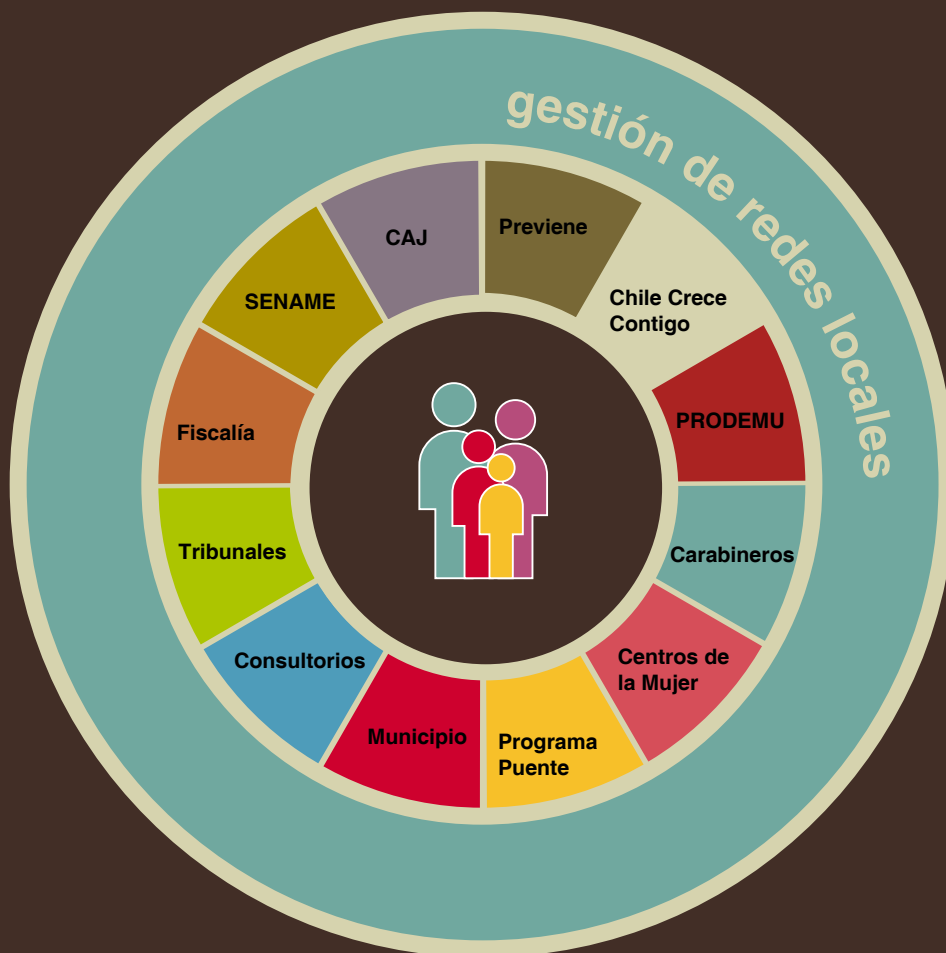 gestión de redes locales
Previene
Chile Crece
Contigo
PRODEMU
Carabineros
Centros de
la Mujer
Programa
Puente
Municipio
Consultorios
Tribunales
Fiscalía
SENAME
CAJ